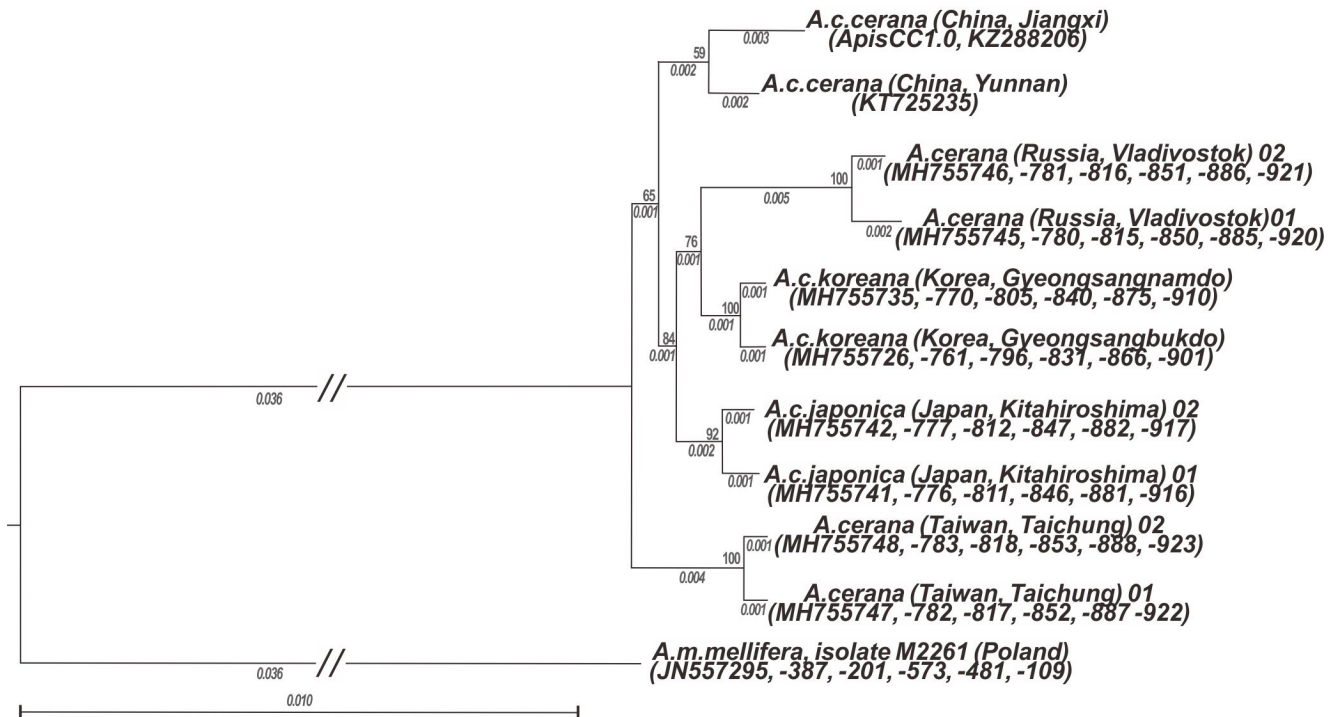 A.c.cerana (China, Jiangxi)
(ApisCC1.0, KZ288206)
0.003
59
0.002
A.c.cerana (China, Yunnan)
(KT725235)
0.002
A.cerana (Russia, Vladivostok) 02
(MH755746, -781, -816, -851, -886, -921)
0.001
100
0.005
A.cerana (Russia, Vladivostok)01
(MH755745, -780, -815, -850, -885, -920)
0.002
65
0.001
76
0.001
A.c.koreana (Korea, Gyeongsangnamdo)
(MH755735, -770, -805, -840, -875, -910)
0.001
100
0.001
A.c.koreana (Korea, Gyeongsangbukdo)
(MH755726, -761, -796, -831, -866, -901)
0.001
84
0.001
0.036
A.c.japonica (Japan, Kitahiroshima) 02
(MH755742, -777, -812, -847, -882, -917)
0.001
92
0.002
A.c.japonica (Japan, Kitahiroshima) 01
(MH755741, -776, -811, -846, -881, -916)
0.001
A.cerana (Taiwan, Taichung) 02
(MH755748, -783, -818, -853, -888, -923)
0.001
100
0.004
A.cerana (Taiwan, Taichung) 01
(MH755747, -782, -817, -852, -887 -922)
0.001
A.m.mellifera, isolate M2261 (Poland)
(JN557295, -387, -201, -573, -481, -109)
0.036
0.010